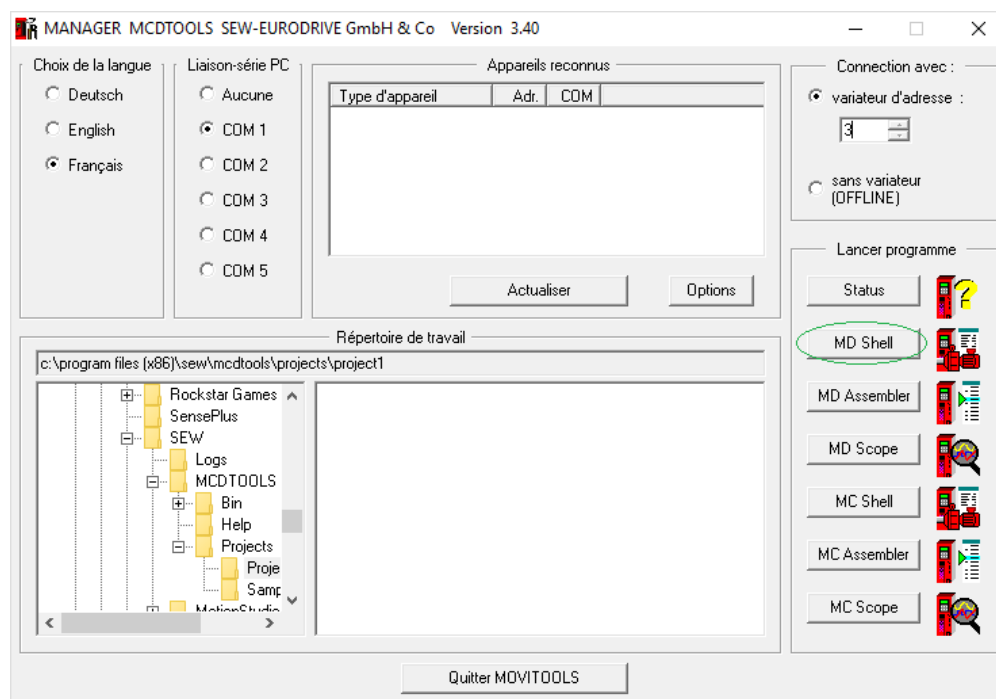 MANAGER MCDTOOLS SEW-EURODRIVE GmbH & Co Version 3.40
Choix de la langue
Deutsch
English
Français
Liaison-série PC
Aucune
COM 1
COM 2
COM 3
COM 4
COM 5
Appareils reconnus
Type d'appareil Adr. COM
Actualiser Options
Connection avec :
variateur d'adresse :
3
sans variateur
(OFFLINE)
Répertoire de travail
c:\program files (x86)\sew\mcdtools\projects\project1
Rockstar Games
SensePlus
SEW
Logs
MCDTOOLS
Bin
Help
Projects
Proje
Samp
MotionStudio
Lancer programme
Status
MD Shell
MD Assembler
MD Scope
MC Shell
MC Assembler
MC Scope
Quitter MOVITOOLS